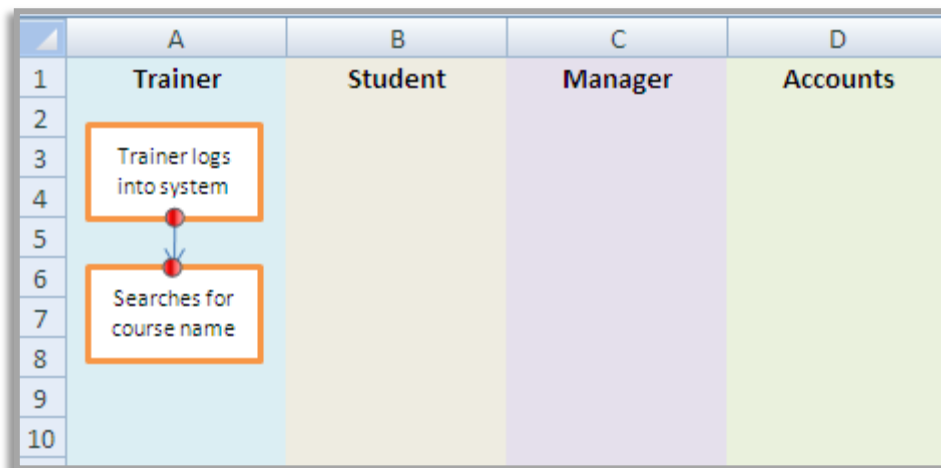 A B C D
1 Trainer Student Manager Accounts
2
3 Trainer logs
4 into system
5
6
7 Searches for
course name
8
9
10